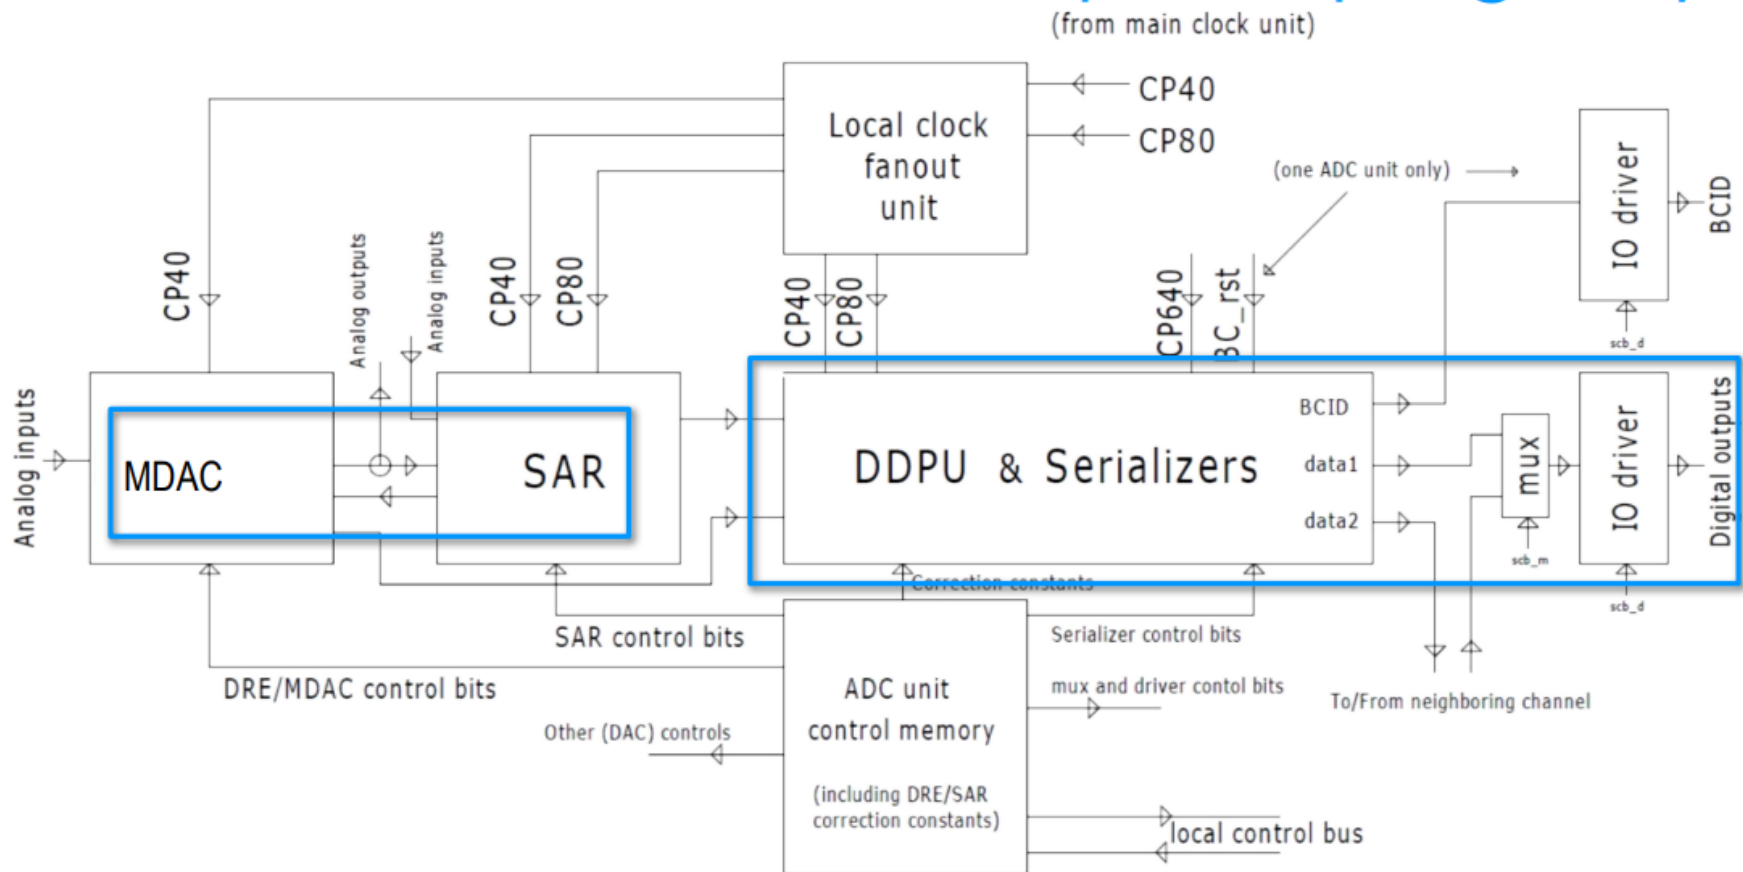 (from main clock unit)
CP40
CP80
Local clock
fanout
unit
(one ADC unit only)
IO driver
BCID
scb_d
CP40
Analog outputs
Analog inputs
CP40
CP80
CP40
CP80
CP640
BC_rst
Analog inputs
MDAC
SAR
DDPU & Serializers
BCID
data1
data2
mux
scb_m
IO driver
scb_d
Digital outputs
Correction constants
SAR control bits
DRE/MDAC control bits
Serializer control bits
mux and driver contol bits
To/From neighboring channel
Other (DAC) controls
ADC unit
control memory
(including DRE/SAR
correction constants)
local control bus